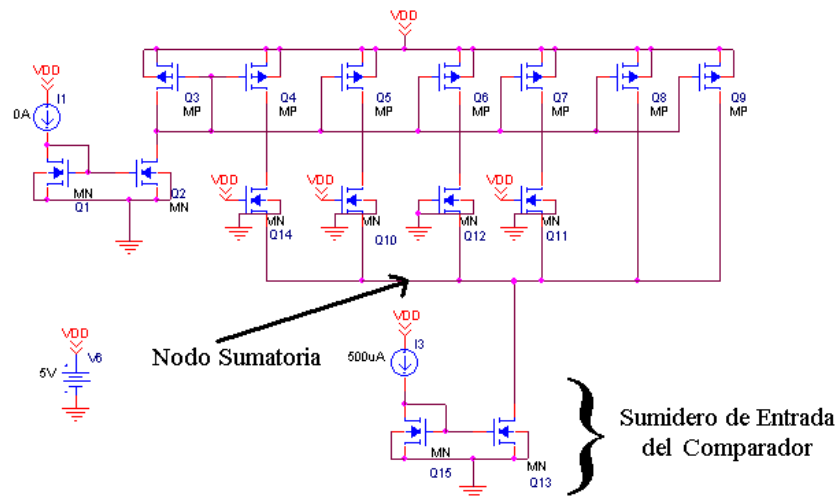 VDD
VDD
I1
0A
Q3
MP
Q4
MP
Q5
MP
Q6
MP
Q7
MP
Q8
MP
Q9
MP
MN
Q1
Q2
MN
VDD
MN
Q14
VDD
MN
Q10
MN
Q12
VDD
MN
Q11
Nodo Sumatoria
VDD
V6
5V
VDD
I3
500uA
MN
Q15
MN
Q13
Sumidero de Entrada
del Comparador